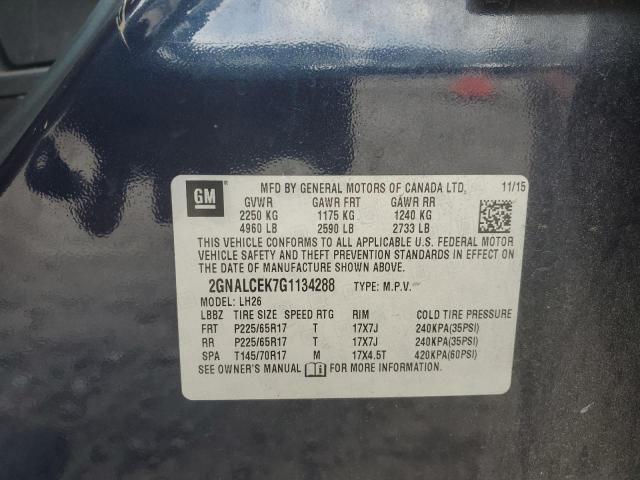 GM
MFD BY GENERAL MOTORS OF CANADA LTD. 11/15
GVWR GAWR FRT GAWR RR
2250 KG 1175 KG 1240 KG
4960 LB 2590 LB 2733 LB
THIS VEHICLE CONFORMS TO ALL APPLICABLE U.S. FEDERAL MOTOR
VEHICLE SAFETY AND THEFT PREVENTION STANDARDS IN EFFECT ON
THE DATE OF MANUFACTURE SHOWN ABOVE.
2GNALCEK7G1134288 TYPE: M.P.V.
MODEL: LH26
LBBZ TIRE SIZE SPEED RTG RIM COLD TIRE PRESSURE
FRT P225/65R17 T 17X7J 240KPA(35PSI)
RR P225/65R17 T 17X7J 240KPA(35PSI)
SPA T145/70R17 M 17X4.5T 420KPA(60PSI)
SEE OWNER'S MANUAL FOR MORE INFORMATION.